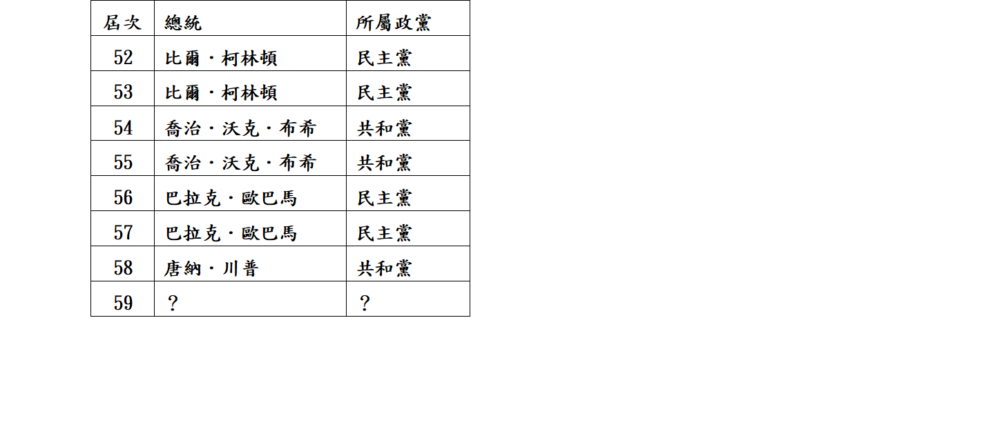 屆次 總統 所屬政黨
52 比爾·柯林頓 民主黨
53 比爾·柯林頓 民主黨
54 喬治·沃克·布希 共和黨
55 喬治·沃克·布希 共和黨
56 巴拉克·歐巴馬 民主黨
57 巴拉克·歐巴馬 民主黨
58 唐納·川普 共和黨
59 ？ ？